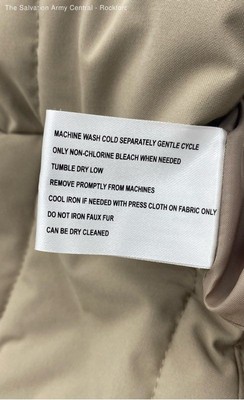 The Salvation Army Central - Rockford
MACHINE WASH COLD SEPARATELY GENTLE CYCLE
ONLY NON-CHLORINE BLEACH WHEN NEEDED
TUMBLE DRY LOW
REMOVE PROMPTLY FROM MACHINES
COOL IRON IF NEEDED WITH PRESS CLOTH ON FABRIC ONLY
DO NOT IRON FAUX FUR
CAN BE DRY CLEANED